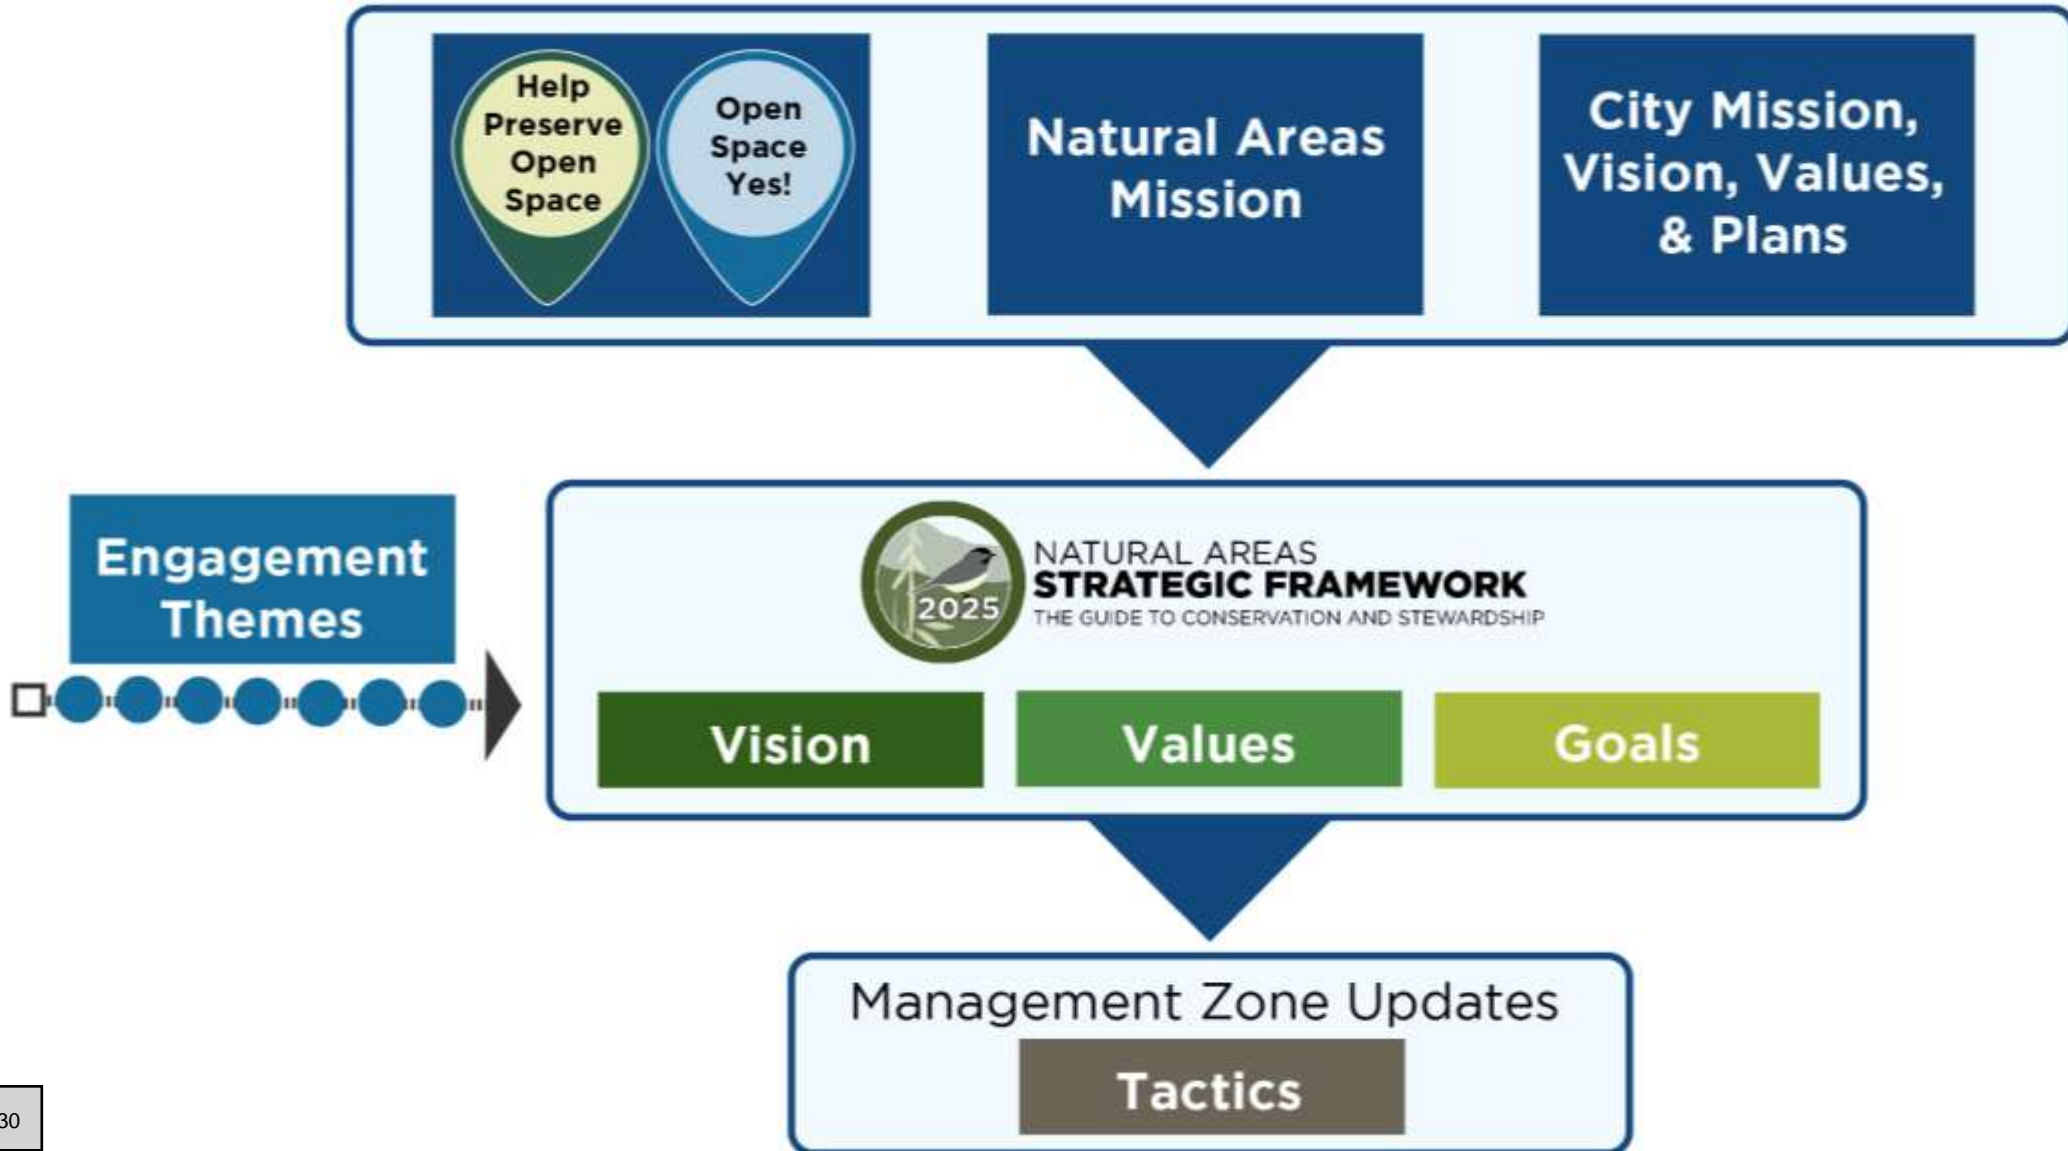 Help
Preserve
Open
Space
Open
Space
Yes!
Natural Areas
Mission
City Mission,
Vision, Values,
& Plans
Engagement
Themes
2025
NATURAL AREAS
STRATEGIC FRAMEWORK
THE GUIDE TO CONSERVATION AND STEWARDSHIP
Vision
Values
Goals
Management Zone Updates
Tactics
30